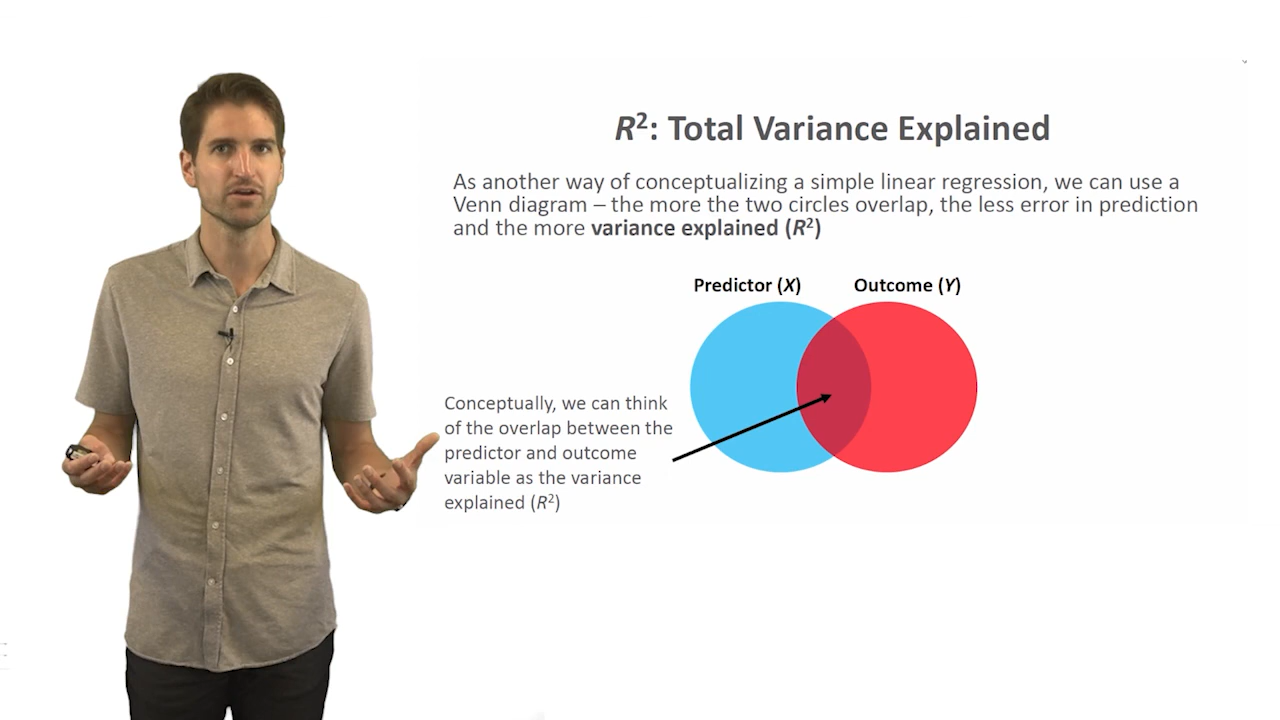 R²: Total Variance Explained
As another way of conceptualizing a simple linear regression, we can use a
Venn diagram – the more the two circles overlap, the less error in prediction
and the more variance explained (R²)
Predictor (X)
Outcome (Y)
Conceptually, we can think
of the overlap between the
predictor and outcome
variable as the variance
explained (R²)